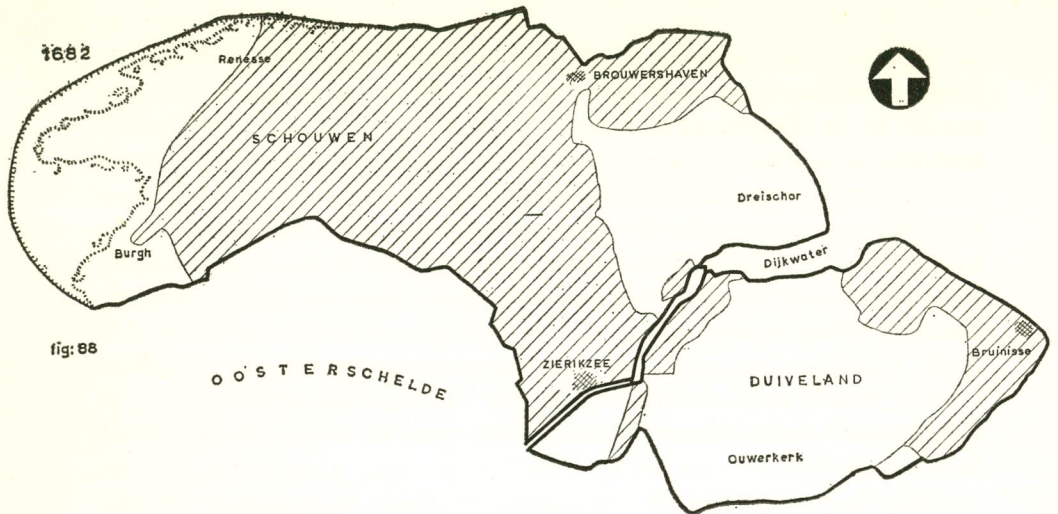 1682
Renesse
BROUWERSHAVEN
SCHOUWEN
Dreischor
Burgh
Dijkwater
fig: 88
ZIERIKZEE
Bruinisse
OOSTERSCHELDE
DUIVELAND
Ouwerkerk